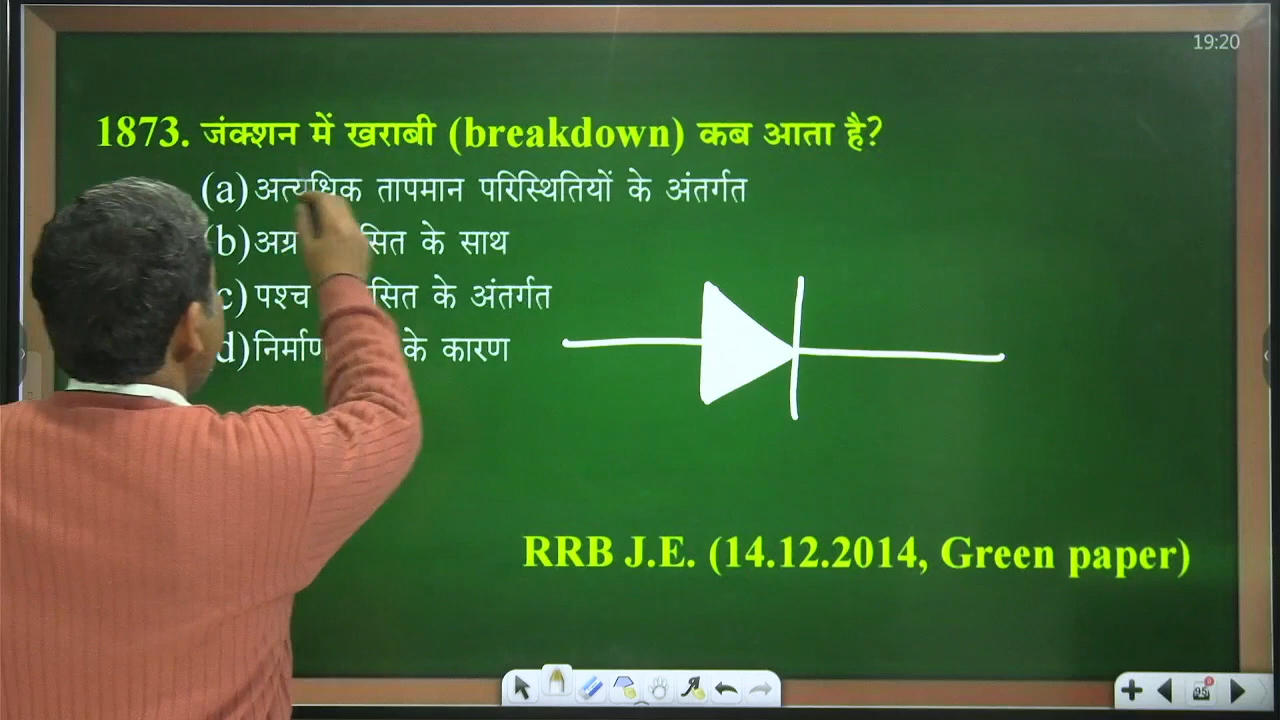 19:20
1873. जंक्शन में खराबी (breakdown) कब आता है?
(a) अत्यधिक तापमान परिस्थितियों के अंतर्गत
(b) अग्र सित के साथ
c) पश्च सित के अंतर्गत
d) निर्माण के कारण
RRB J.E. (14.12.2014, Green paper)